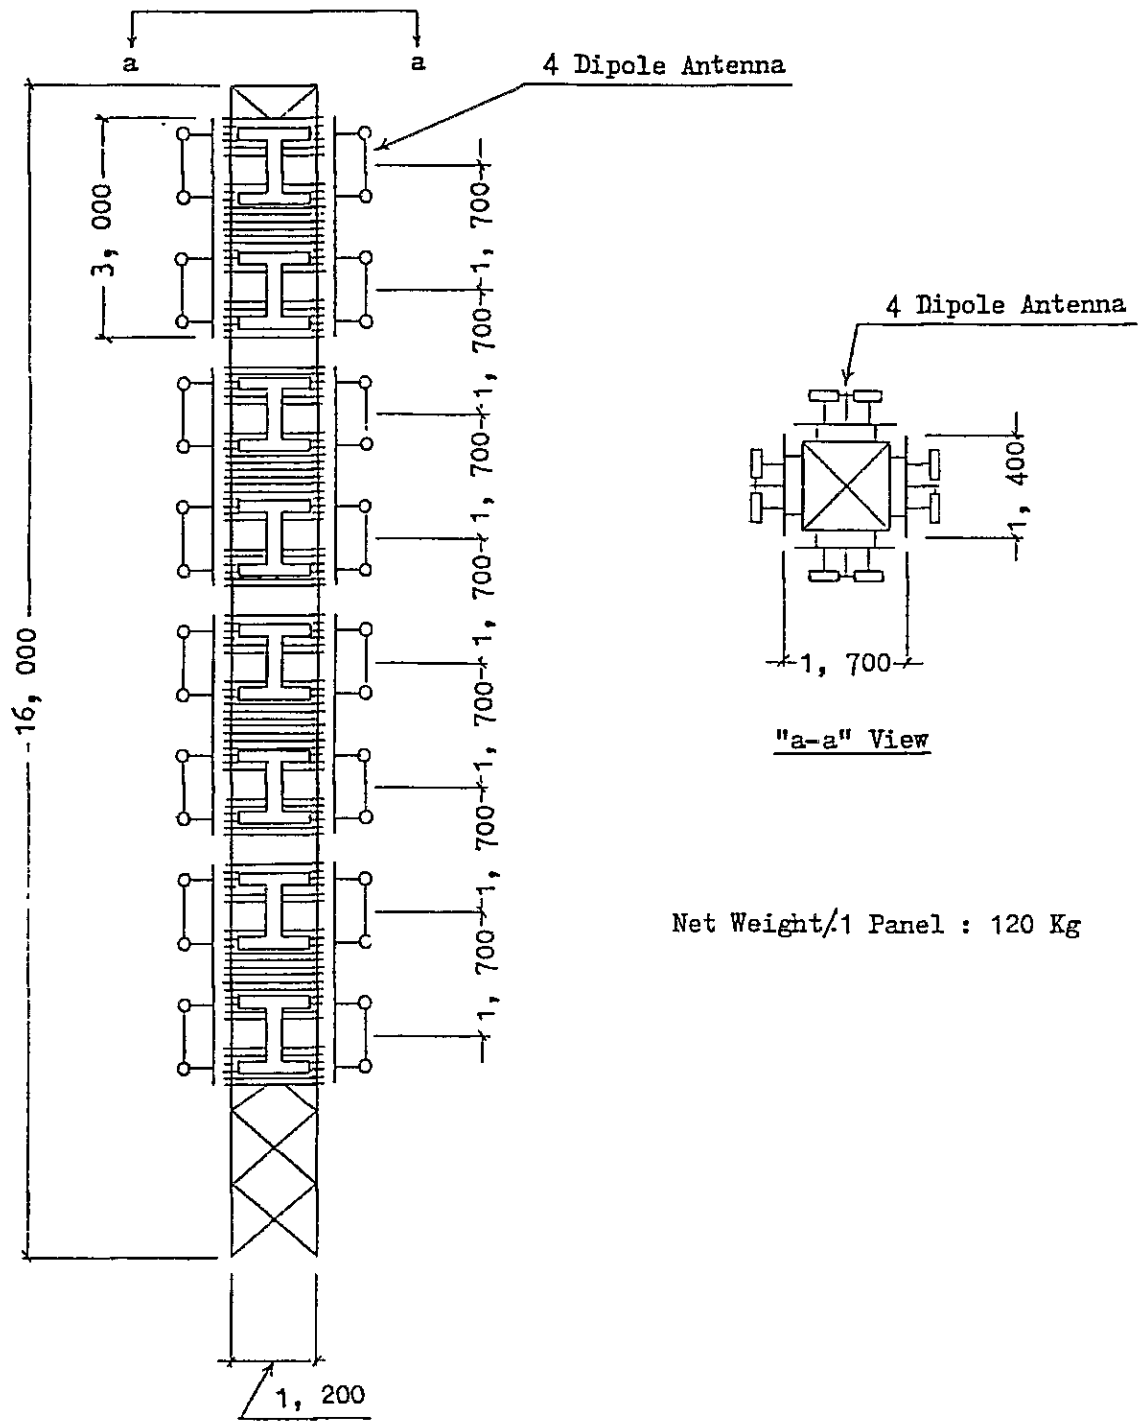 a
a
4 Dipole Antenna
3, 000
1, 700
1, 700
1, 700
1, 700
1, 700
1, 700
1, 700
16, 000
1, 200
4 Dipole Antenna
1, 400
1, 700
"a-a" View
Net Weight/1 Panel : 120 Kg